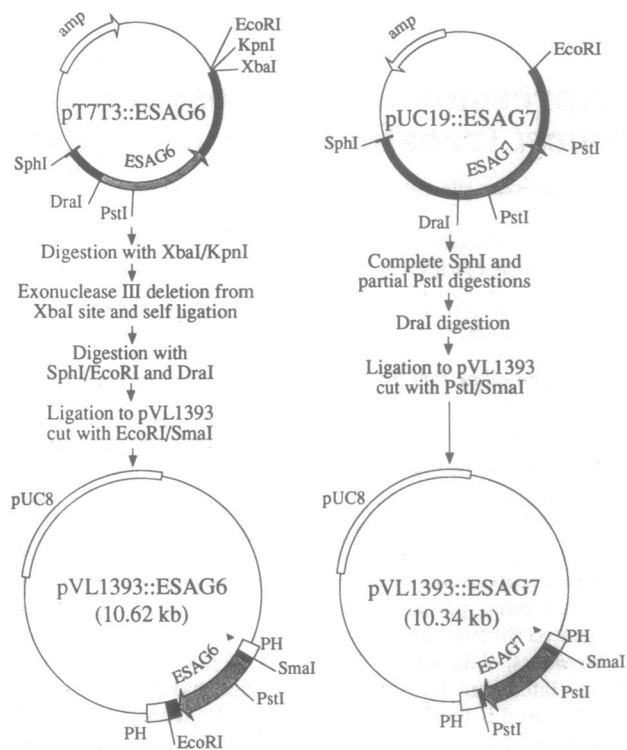 amp
EcoRI
KpnI
XbaI
pT7T3::ESAG6
ESAG6
SphI
DraI
PstI
Digestion with XbaI/KpnI
Exonuclease III deletion from
XbaI site and self ligation
Digestion with
SphI/EcoRI and DraI
Ligation to pVL1393
cut with EcoRI/SmaI
pUC8
pVL1393::ESAG6
(10.62 kb)
ESAG6
PH
SmaI
PstI
PH
EcoRI
amp
EcoRI
pUC19::ESAG7
SphI
ESAG7
PstI
DraI
PstI
Complete SphI and
partial PstI digestions
DraI digestion
Ligation to pVL1393
cut with PstI/SmaI
pUC8
pVL1393::ESAG7
(10.34 kb)
ESAG7
PH
SmaI
PstI
PH
PstI